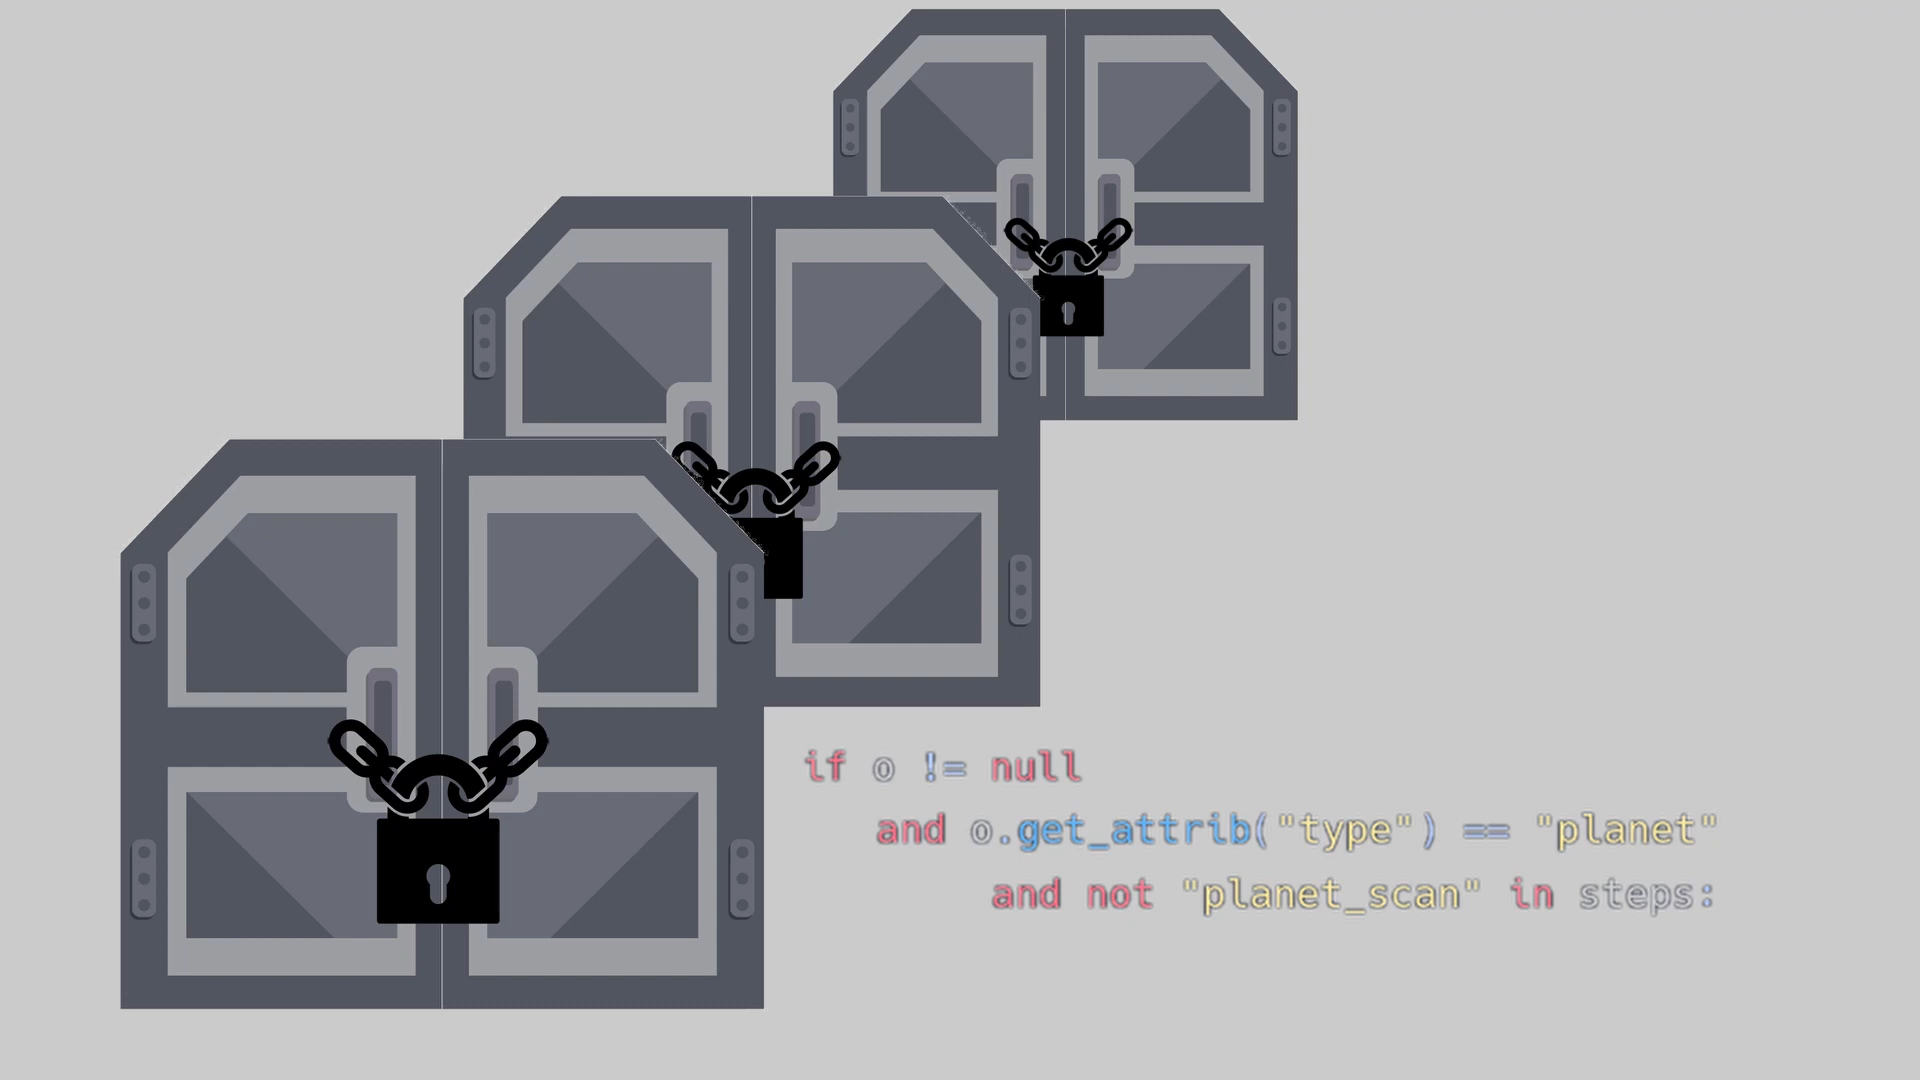 if o != null
and o.get_attrib("type") == "planet"
and not "planet_scan" in steps: